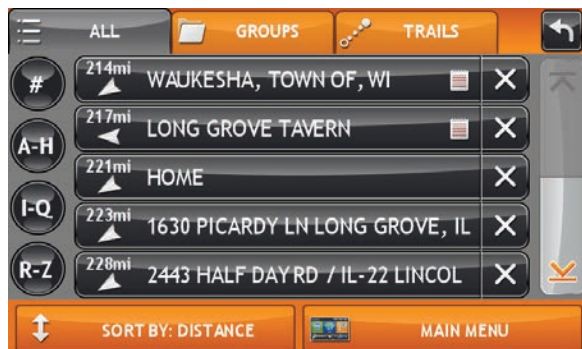 ALL
GROUPS
TRAILS
#
A-H
I-Q
R-Z
214mi WAUKESHA, TOWN OF, WI
217mi LONG GROVE TAVERN
221mi HOME
223mi 1630 PICARDY LN LONG GROVE, IL
228mi 2443 HALF DAY RD / IL-22 LINCOL
SORT BY: DISTANCE
MAIN MENU